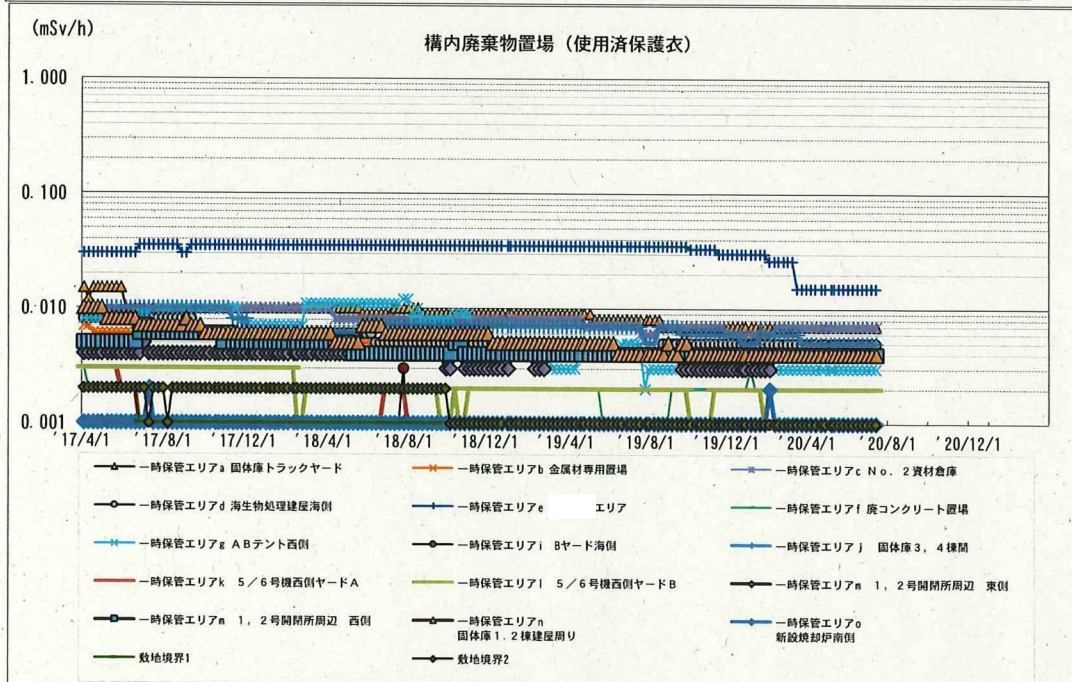 (mSv/h)
構内廃棄物置場（使用済保護衣）
1.000
0.100
0.010
0.001
'17/4/1 '17/8/1 '17/12/1 '18/4/1 '18/8/1 '18/12/1 '19/4/1 '19/8/1 '19/12/1 '20/4/1 '20/8/1 '20/12/1
一時保管エリアa 固体庫トラックヤード
一時保管エリアb 金属材専用置場
一時保管エリアc No. 2資材倉庫
一時保管エリアd 海生物処理建屋海側
一時保管エリアe エリア
一時保管エリアf 廃コンクリート置場
一時保管エリアg ABテント西側
一時保管エリアi Bヤード海側
一時保管エリアj 固体庫3, 4棟間
一時保管エリアk 5/6号機西側ヤードA
一時保管エリアl 5/6号機西側ヤードB
一時保管エリアm 1, 2号開閉所周辺 東側
一時保管エリアm 1, 2号開閉所周辺 西側
一時保管エリアn
固体庫1, 2棟建屋周り
一時保管エリアo
新設焼却炉南側
敷地境界1
敷地境界2